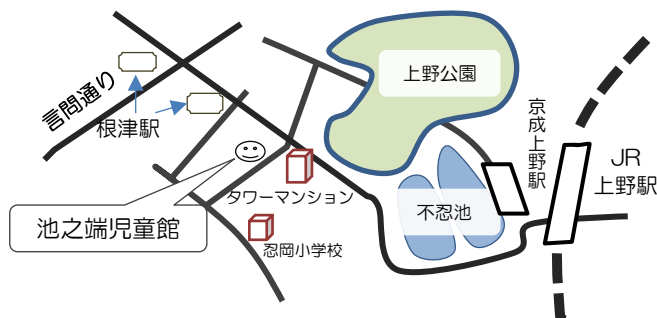 言問通り
根津駅
上野公園
京成上野駅
JR
上野駅
タワーマンション
不忍池
池之端児童館
忍岡小学校